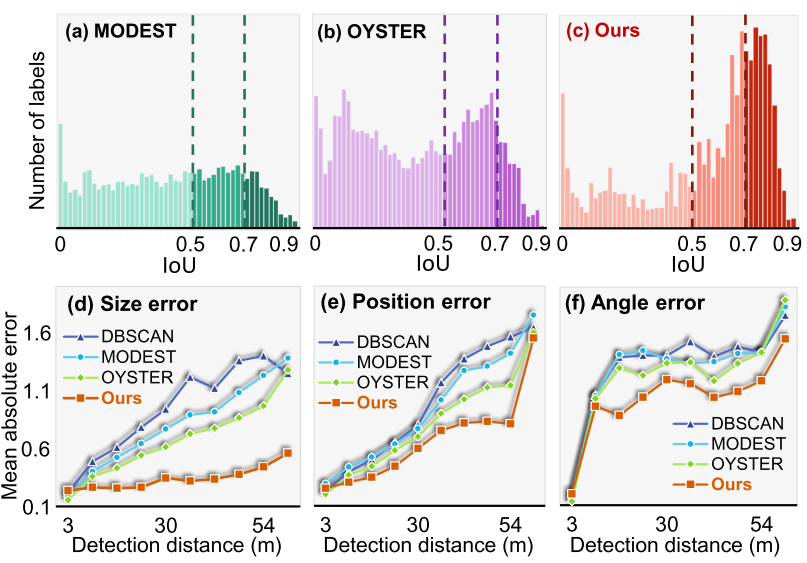 (a) MODEST
(b) OYSTER
(c) Ours
Number of labels
0 0.5 0.7 0.9
IoU
0 0.5 0.7 0.9
IoU
0 0.5 0.7 0.9
IoU
Mean absolute error
1.6
1.1
0.6
0.1
(d) Size error
DBSCAN
MODEST
OYSTER
Ours
3 30 54
Detection distance (m)
(e) Position error
DBSCAN
MODEST
OYSTER
Ours
3 30 54
Detection distance (m)
(f) Angle error
DBSCAN
MODEST
OYSTER
Ours
3 30 54
Detection distance (m)